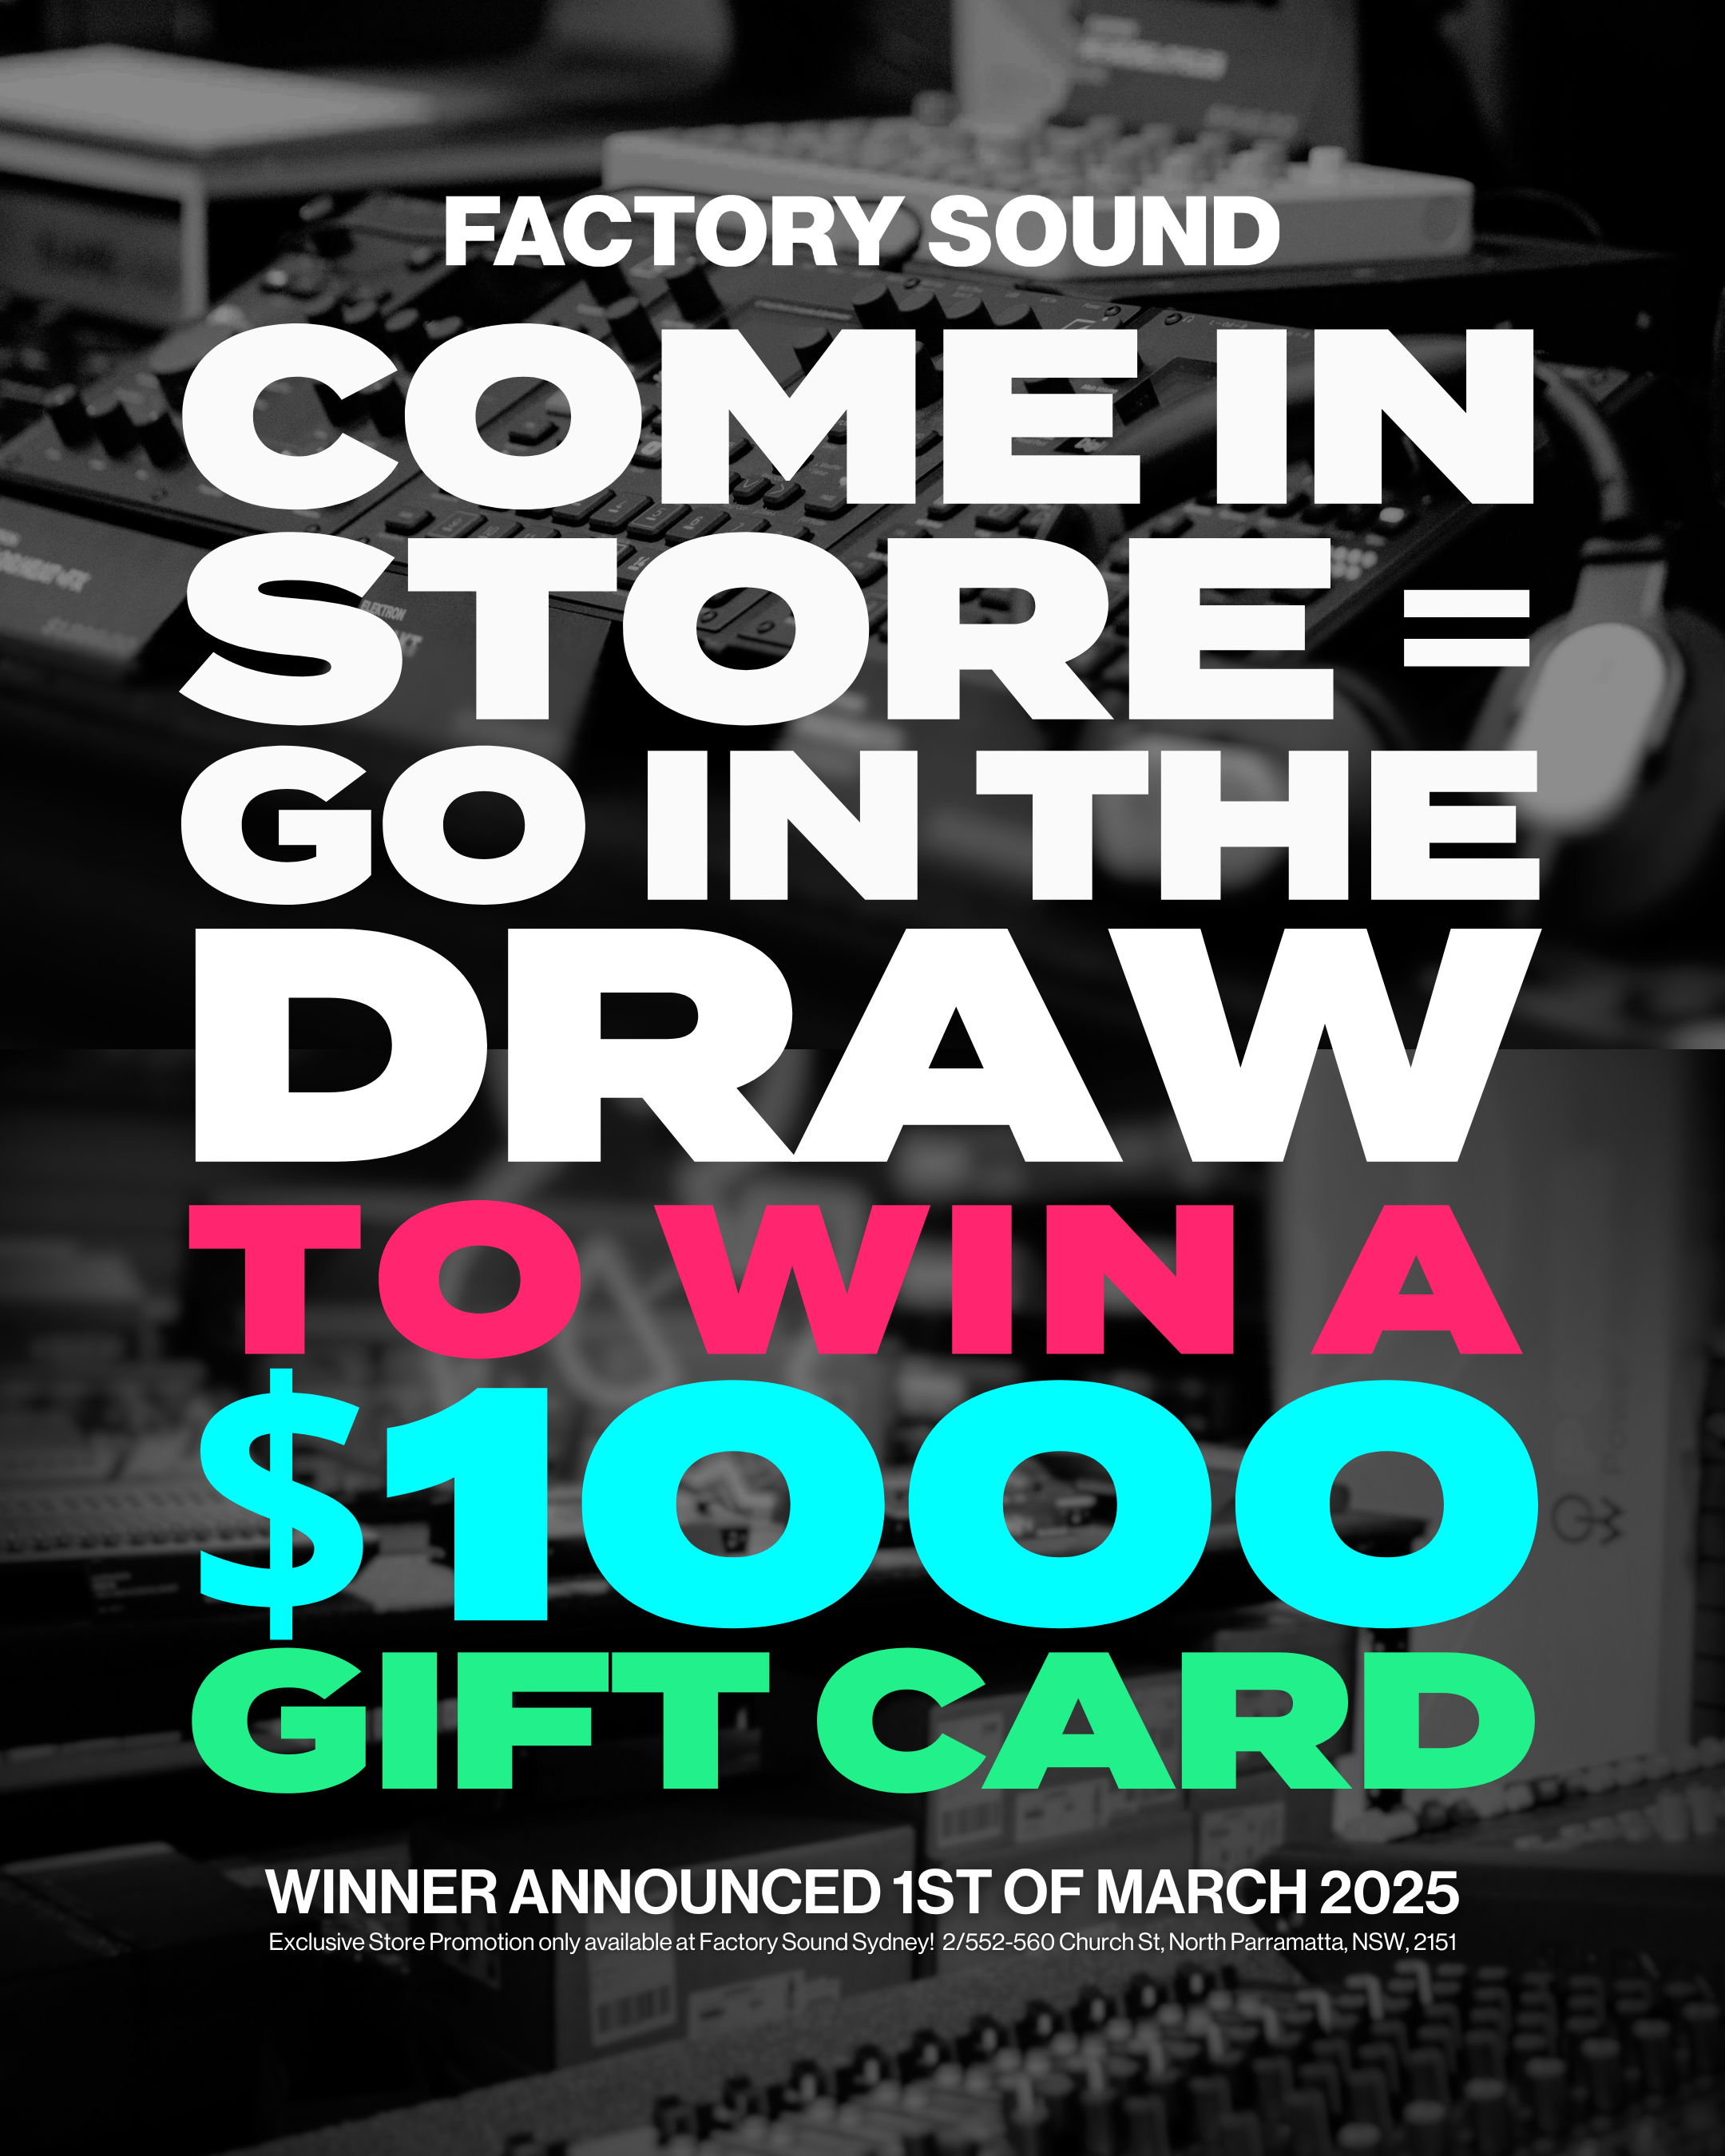 FACTORY SOUND
COME IN
STORE =
GO IN THE
DRAW
TO WIN A
$1000
GIFT CARD
WINNER ANNOUNCED 1ST OF MARCH 2025
Exclusive Store Promotion only available at Factory Sound Sydney! 2/552-560 Church St, North Parramatta, NSW, 2151
ELEKTRON